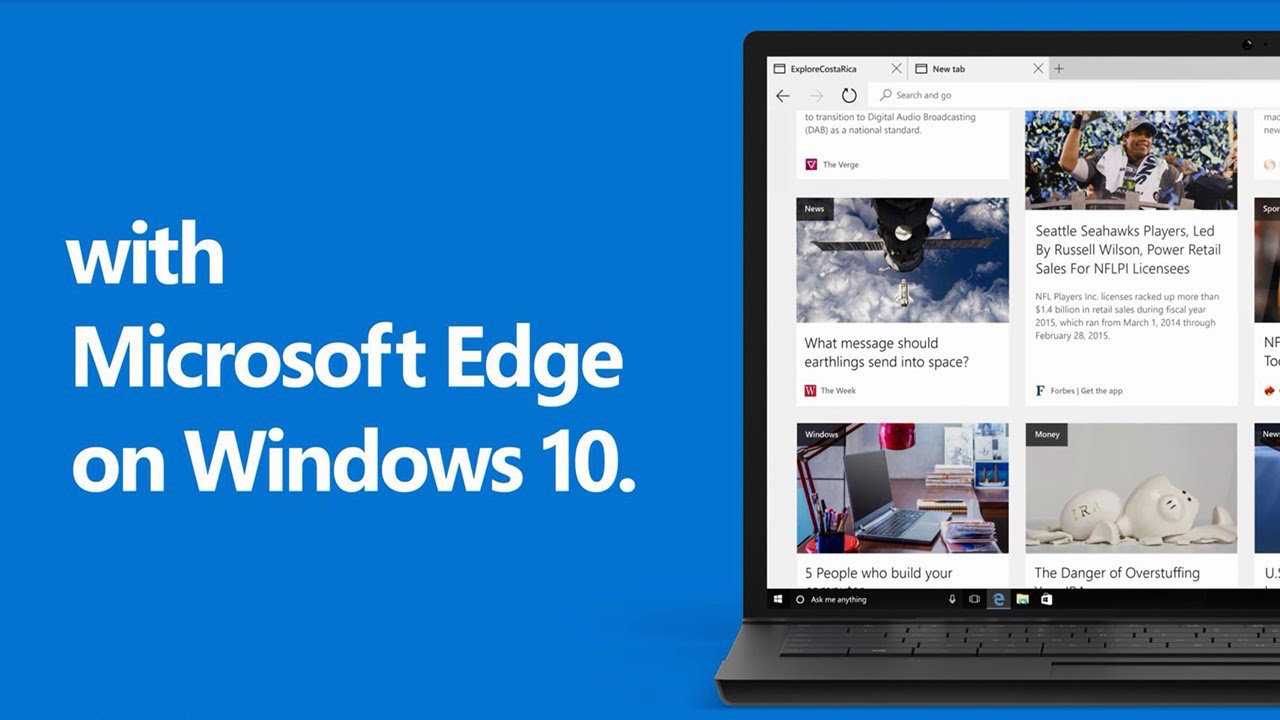 with
Microsoft Edge
on Windows 10.
ExploreCostaRica
New tab
Search and go
to transition to Digital Audio Broadcasting
(DAB) as a national standard.
The Verge
News
What message should
earthlings send into space?
W The Week
Windows
5 People who build your
Seattle Seahawks Players, Led
By Russell Wilson, Power Retail
Sales For NFLPI Licensees
NFL Players Inc. licenses racked up more than
$1.4 billion in retail sales during fiscal year
2015, which ran from March 1, 2014 through
February 28, 2015.
F Forbes | Get the app
Money
IRA
The Danger of Overstuffing
Ask me anything